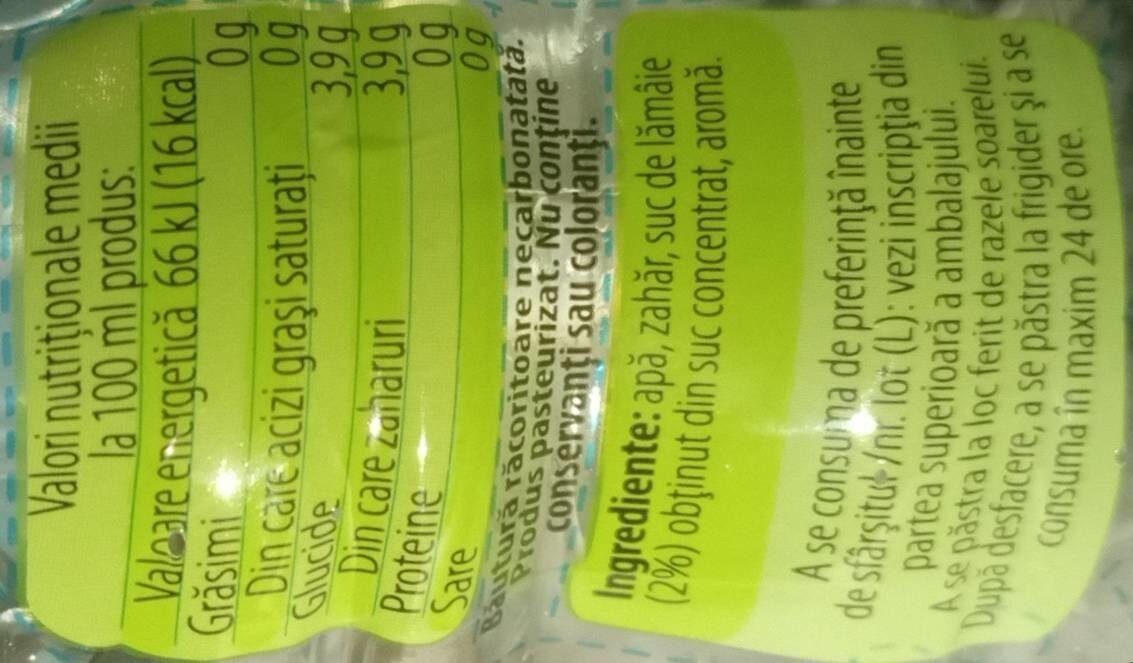 Valori nutriționale medii
la 100 ml produs:
Valoare energetică 66 kJ (16 kcal)
Grăsimi 0 g
Din care acizi grași saturați 0 g
Glucide 3,9 g
Din care zaharuri 3,9 g
Proteine 0 g
Sare 0 g
Băutură răcoritoare necarbonatată.
Produs pasteurizat. Nu conține
conservanți sau coloranți.
Ingrediente: apă, zahăr, suc de lămâie
(2%) obținut din suc concentrat, aromă.
A se consuma de preferință înainte
de sfârșitul /nr. lot (L): vezi inscripția din
partea superioară a ambalajului.
A se păstra la loc ferit de razele soarelui.
După desfacere, a se păstra la frigider și a se
consuma în maxim 24 de ore.